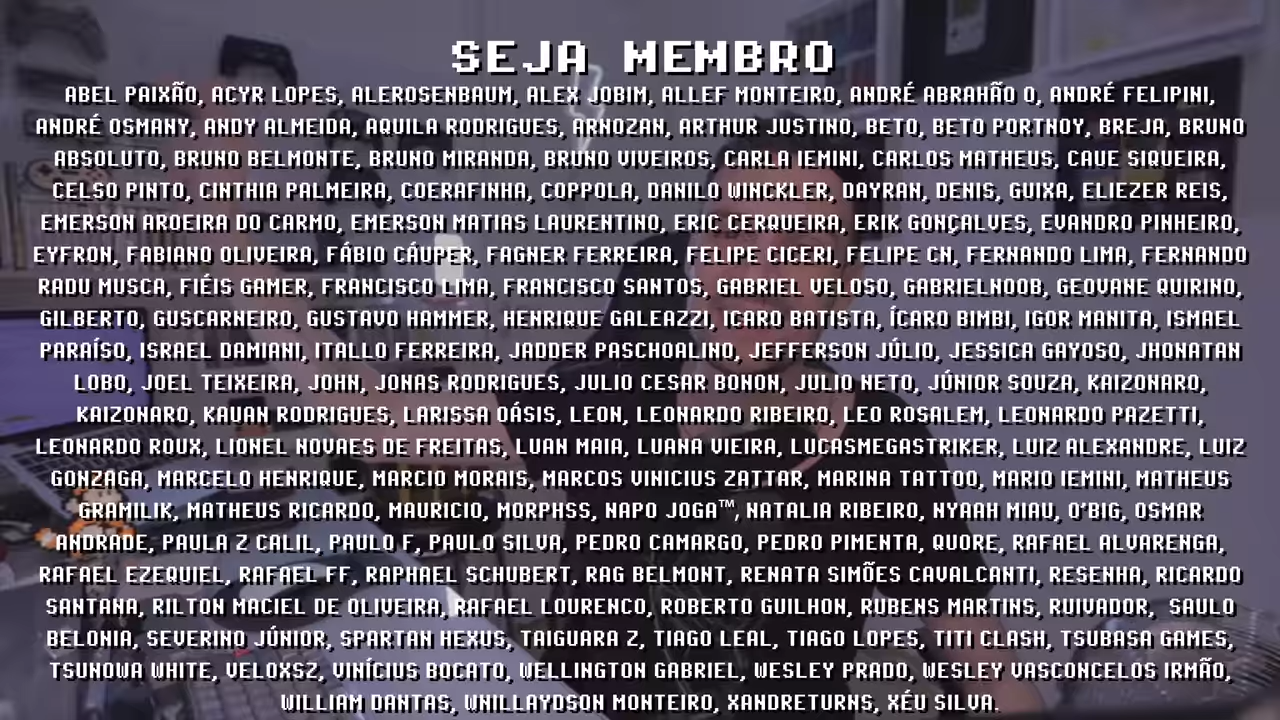 SEJA MEMBRO
ABEL PAIXÃO, ACYR LOPES, ALEROSENBAUM, ALEX JOBIM, ALLEF MONTEIRO, ANDRÉ ABRAHÃO O, ANDRÉ FELIPINI,
ANDRÉ OSMANY, ANDY ALMEIDA, AQUILA RODRIGUES, ARNOZAN, ARTHUR JUSTINO, BETO, BETO PORTNOY, BREJA, BRUNO
ABSOLUTO, BRUNO BELMONTE, BRUNO MIRANDA, BRUNO VIVEIROS, CARLA IEMINI, CARLOS MATHEUS, CAUE SIQUEIRA,
CELSO PINTO, CINTHIA PALMEIRA, COERAFINHA, COPPOLA, DANILO WINCKLER, DAYRAN, DENIS, GUIXA, ELIEZER REIS,
EMERSON AROEIRA DO CARMO, EMERSON MATIAS LAURENTINO, ERIC CERQUEIRA, ERIK GONÇALVES, EVANDRO PINHEIRO,
EYFRON, FABIANO OLIVEIRA, FÁBIO CÁUPER, FAGNER FERREIRA, FELIPE CICERI, FELIPE CN, FERNANDO LIMA, FERNANDO
RADU MUSCA, FIÉIS GAMER, FRANCISCO LIMA, FRANCISCO SANTOS, GABRIEL VELOSO, GABRIELNOOB, GEOVANE QUIRINO,
GILBERTO, GUSCARNEIRO, GUSTAVO HAMMER, HENRIQUE GALEAZZI, ICARO BATISTA, ÍCARO BIMBI, IGOR MANITA, ISMAEL
PARAÍSO, ISRAEL DAMIANI, ITALLO FERREIRA, JADDER PASCHOALINO, JEFFERSON JÚLIO, JESSICA GAYOSO, JHONATAN
LOBO, JOEL TEIXEIRA, JOHN, JONAS RODRIGUES, JULIO CESAR BONON, JULIO NETO, JÚNIOR SOUZA, KAIZONARO,
KAIZONARO, KAUAN RODRIGUES, LARISSA OÁSIS, LEON, LEONARDO RIBEIRO, LEO ROSALEM, LEONARDO PAZETTI,
LEONARDO ROUX, LIONEL NOVAES DE FREITAS, LUAN MAIA, LUANA VIEIRA, LUCASMEGASTRIKER, LUIZ ALEXANDRE, LUIZ
GONZAGA, MARCELO HENRIQUE, MARCIO MORAIS, MARCOS VINICIUS ZATTAR, MARINA TATTOO, MARIO IEMINI, MATHEUS
GRAMILIK, MATHEUS RICARDO, MAURICIO, MORPHSS, NAPO JOGA™, NATALIA RIBEIRO, NYAAH MIAU, O'BIG, OSMAR
ANDRADE, PAULA Z CALIL, PAULO F, PAULO SILVA, PEDRO CAMARGO, PEDRO PIMENTA, QUORE, RAFAEL ALVARENGA,
RAFAEL EZEQUIEL, RAFAEL FF, RAPHAEL SCHUBERT, RAG BELMONT, RENATA SIMÕES CAVALCANTI, RESENHA, RICARDO
SANTANA, RILTON MACIEL DE OLIVEIRA, RAFAEL LOURENCO, ROBERTO GUILHON, RUBENS MARTINS, RUIVADOR, SAULO
BELONIA, SEVERINO JÚNIOR, SPARTAN HEXUS, TAIGUARA Z, TIAGO LEAL, TIAGO LOPES, TITI CLASH, TSUBASA GAMES,
TSUNOWA WHITE, VELOXSZ, VINÍCIUS BOCATO, WELLINGTON GABRIEL, WESLEY PRADO, WESLEY VASCONCELOS IRMÃO,
WILLIAM DANTAS, WNILLAYDSON MONTEIRO, XANDRETURNS, XÉU SILVA.